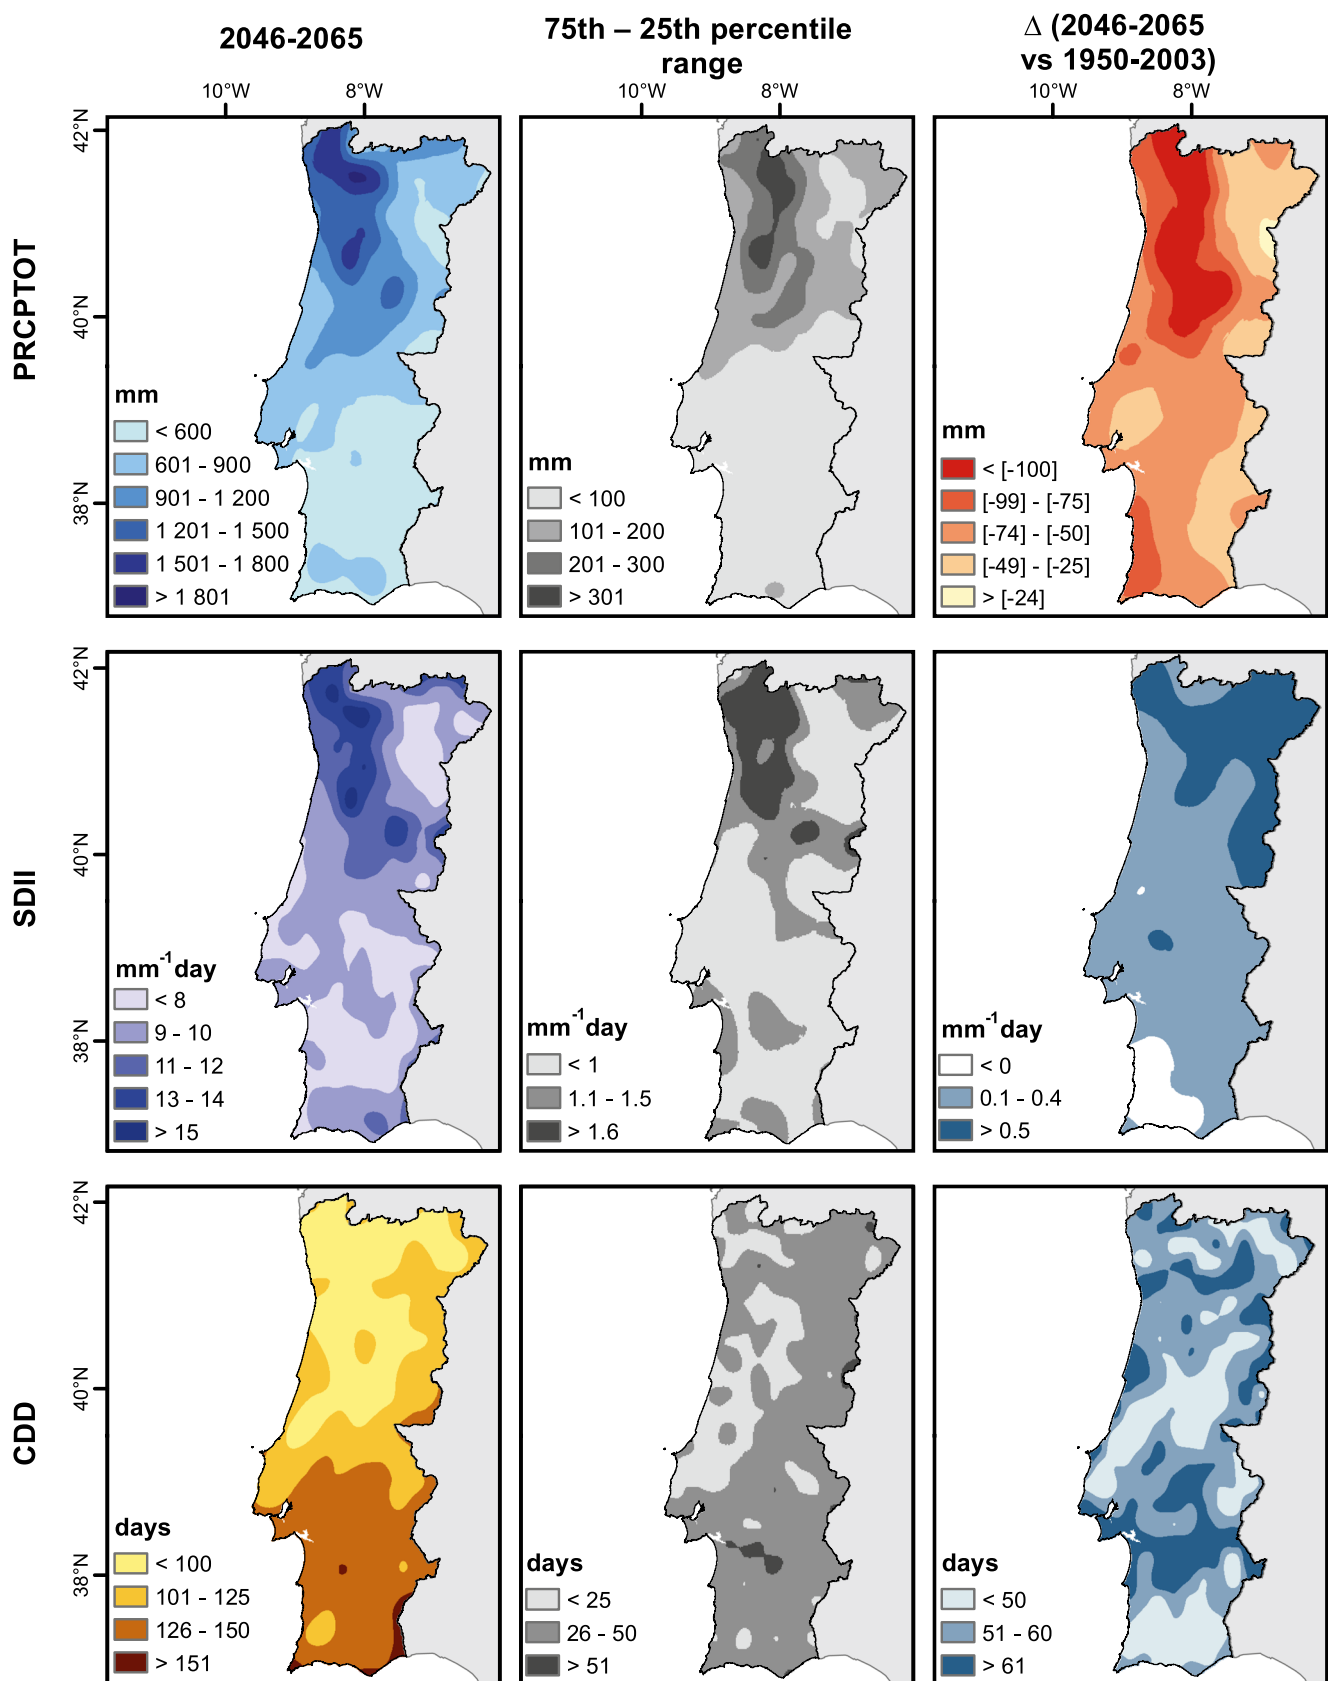 2046-2065
75th – 25th percentile
range
Δ (2046-2065
vs 1950-2003)
10°W 8°W
10°W 8°W
10°W 8°W
PRCPTOT
42°N
40°N
38°N
mm
< 600
601 - 900
901 - 1 200
1 201 - 1 500
1 501 - 1 800
> 1 801
mm
< 100
101 - 200
201 - 300
> 301
mm
< [-100]
[-99] - [-75]
[-74] - [-50]
[-49] - [-25]
> [-24]
SDII
42°N
40°N
38°N
mm⁻¹day
< 8
9 - 10
11 - 12
13 - 14
> 15
mm⁻¹day
< 1
1.1 - 1.5
> 1.6
mm⁻¹day
< 0
0.1 - 0.4
> 0.5
CDD
42°N
40°N
38°N
days
< 100
101 - 125
126 - 150
> 151
days
< 25
26 - 50
> 51
days
< 50
51 - 60
> 61